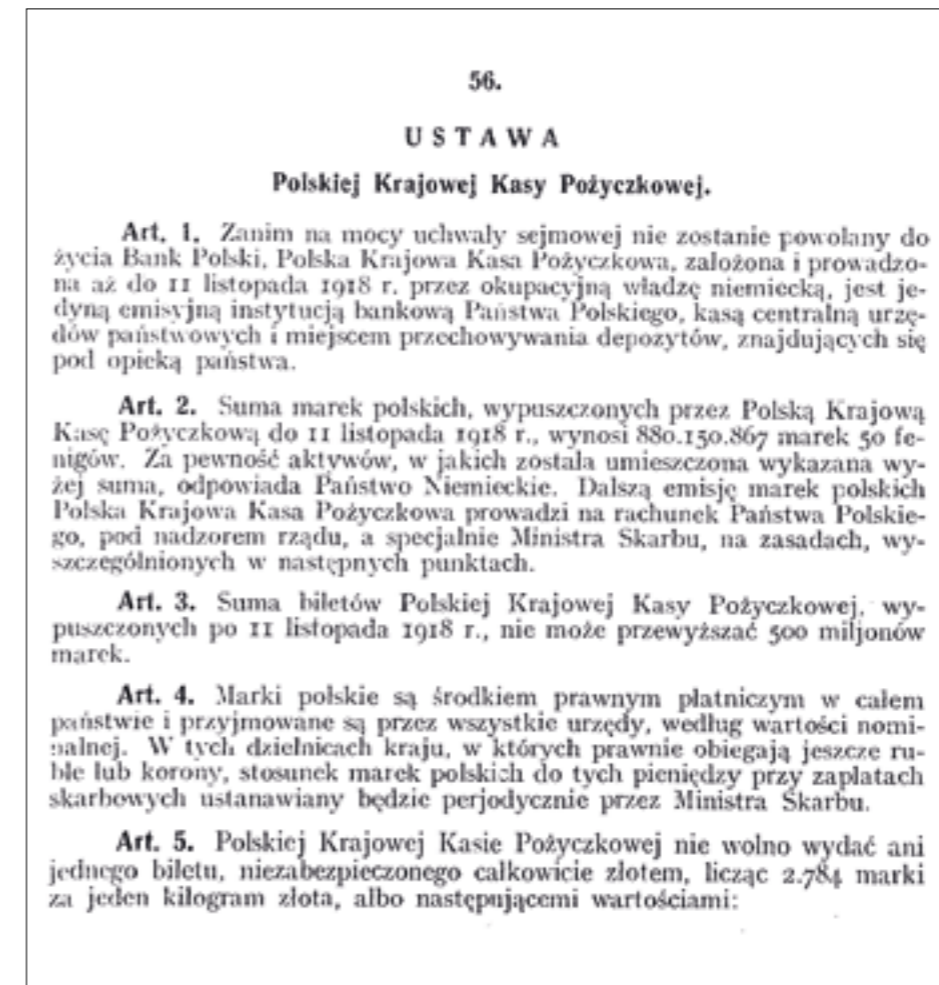 56.
USTAWA
Polskiej Krajowej Kasy Pożyczkowej.
Art. 1. Zanim na mocy uchwały sejmowej nie zostanie powołany do
życia Bank Polski, Polska Krajowa Kasa Pożyczkowa, założona i prowadzo-
na aż do 11 listopada 1918 r. przez okupacyjną władzę niemiecką, jest je-
dyną emisyjną instytucją bankową Państwa Polskiego, kasą centralną urzę-
dów państwowych i miejscem przechowywania depozytów, znajdujących się
pod opieką państwa.
Art. 2. Suma marek polskich, wypuszczonych przez Polską Krajową
Kasę Pożyczkową do 11 listopada 1918 r., wynosi 880.150.867 marek 50 fe-
nigów. Za pewność aktywów, w jakich została umieszczona wykazana wy-
żej suma, odpowiada Państwo Niemieckie. Dalszą emisję marek polskich
Polska Krajowa Kasa Pożyczkowa prowadzi na rachunek Państwa Polskie-
go, pod nadzorem rządu, a specjalnie Ministra Skarbu, na zasadach, wy-
szczególnionych w następnych punktach.
Art. 3. Suma biletów Polskiej Krajowej Kasy Pożyczkowej, wy-
puszczonych po 11 listopada 1918 r., nie może przewyższać 500 miljonów
marek.
Art. 4. Marki polskie są środkiem prawnym płatniczym w całem
państwie i przyjmowane są przez wszystkie urzędy, według wartości nomi-
nalnej. W tych dzielnicach kraju, w których prawnie obiegają jeszcze ru-
ble lub korony, stosunek marek polskich do tych pieniędzy przy zapłatach
skarbowych ustanawiany będzie perjodycznie przez Ministra Skarbu.
Art. 5. Polskiej Krajowej Kasie Pożyczkowej nie wolno wydać ani
jednego biletu, niezabezpieczonego całkowicie złotem, licząc 2.784 marki
za jeden kilogram złota, albo następującemi wartościami: